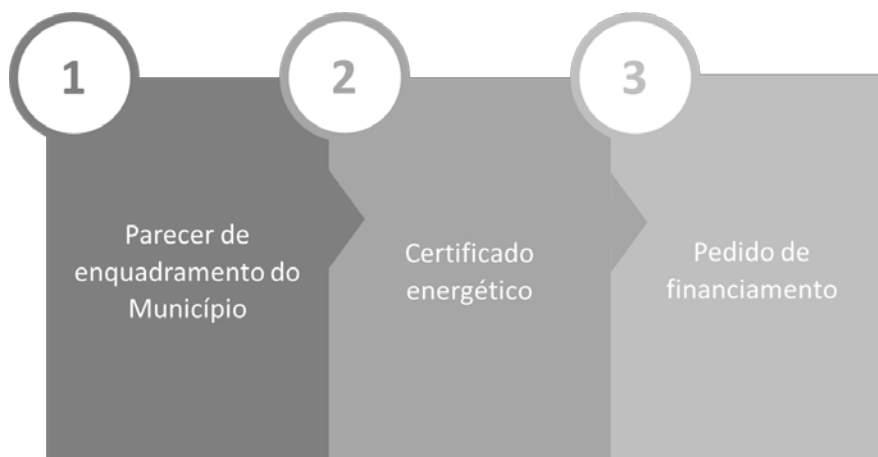 1
2
3
Parecer de
enquadramento do
Município
Certificado
energético
Pedido de
financiamento